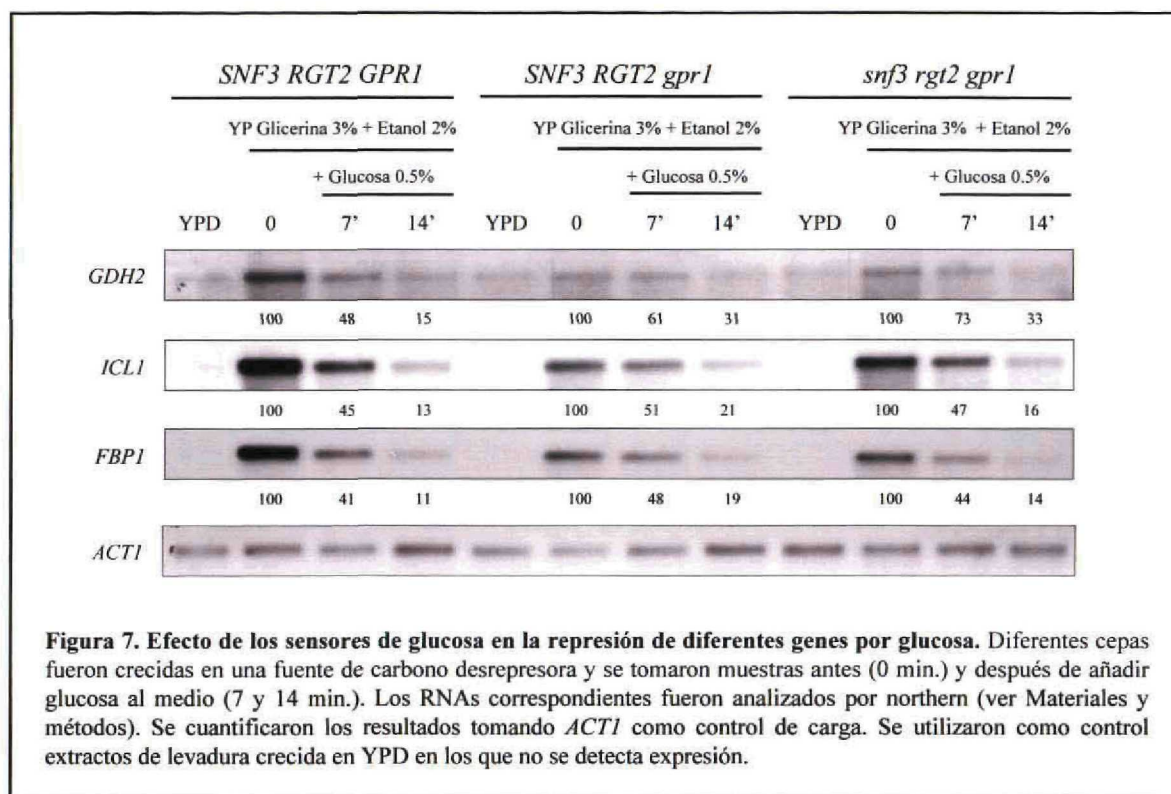 SNF3 RGT2 GPR1 SNF3 RGT2 gpr1 snf3 rgt2 gpr1
YP Glicerina 3% + Etanol 2% YP Glicerina 3% + Etanol 2% YP Glicerina 3% + Etanol 2%
+ Glucosa 0.5% + Glucosa 0.5% + Glucosa 0.5%
YPD 0 7' 14' YPD 0 7' 14' YPD 0 7' 14'
GDH2
100 48 15 100 61 31 100 73 33
ICL1
100 45 13 100 51 21 100 47 16
FBP1
100 41 11 100 48 19 100 44 14
ACT1
Figura 7. Efecto de los sensores de glucosa en la represión de diferentes genes por glucosa. Diferentes cepas
fueron crecidas en una fuente de carbono desrepresora y se tomaron muestras antes (0 min.) y después de añadir
glucosa al medio (7 y 14 min.). Los RNAs correspondientes fueron analizados por northern (ver Materiales y
métodos). Se cuantificaron los resultados tomando ACT1 como control de carga. Se utilizaron como control
extractos de levadura crecida en YPD en los que no se detecta expresión.